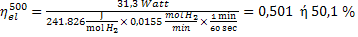 η_el^500 = 31,3 Watt / (241.826 J/mol H₂ × 0,0155 mol H₂/min × 1 min/60 sec) = 0,501 ή 50,1 %